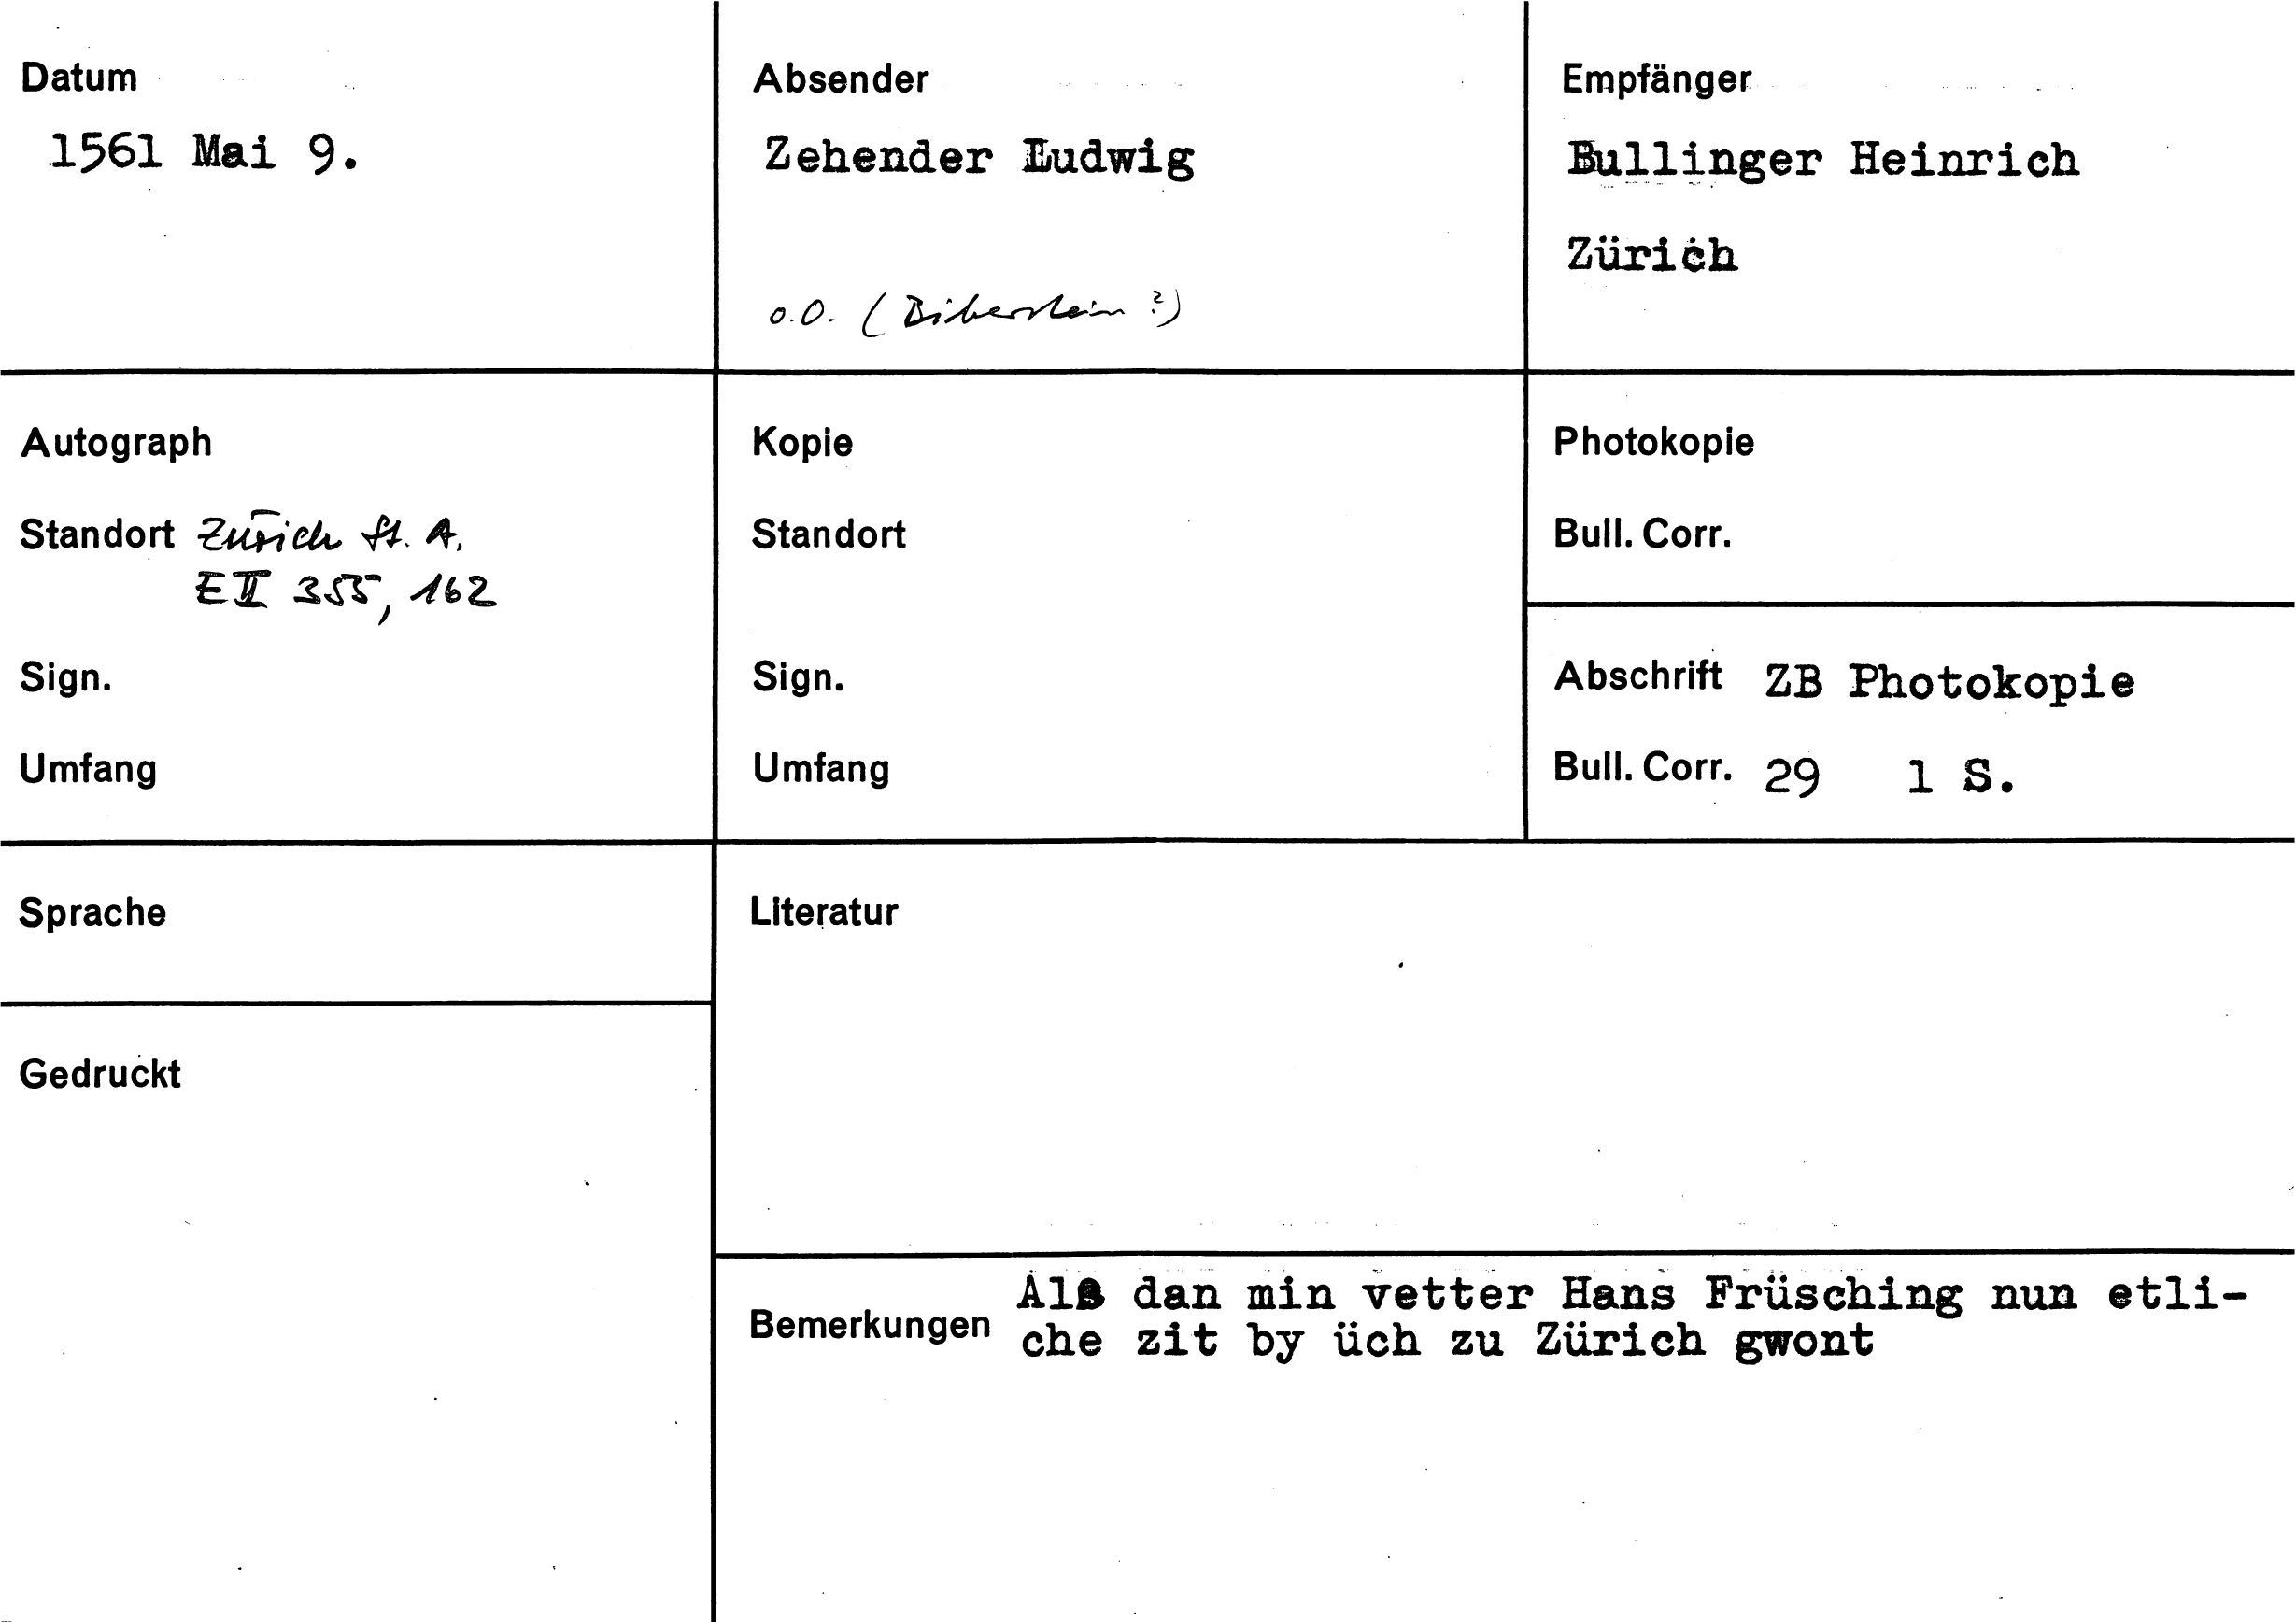 Datum
1561 Mai 9.
Absender
Zehender Ludwig
o.O. (Biberstein ?)
Empfänger
Bullinger Heinrich
Zürich
Autograph
Standort Zürich St. A.
E II 355, 162
Sign.
Umfang
Kopie
Standort
Sign.
Umfang
Photokopie
Bull. Corr.
Abschrift ZB Photokopie
Bull. Corr. 29 1 S.
Sprache
Literatur
Gedruckt
Bemerkungen Als dan min vetter Hans Früsching nun etli-
che zit by üch zu Zürich gwont